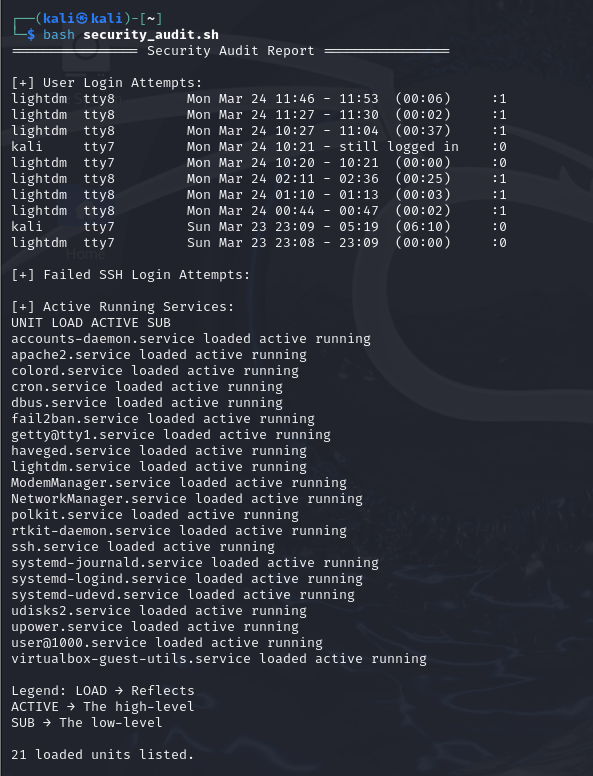 ┌──(kali㉿kali)-[~]
└─$ bash security_audit.sh
================ Security Audit Report ================
[+] User Login Attempts:
lightdm  tty8         Mon Mar 24 11:46 - 11:53  (00:06)     :1
lightdm  tty8         Mon Mar 24 11:27 - 11:30  (00:02)     :1
lightdm  tty8         Mon Mar 24 10:27 - 11:04  (00:37)     :1
kali     tty7         Mon Mar 24 10:21 - still logged in    :0
lightdm  tty7         Mon Mar 24 10:20 - 10:21  (00:00)     :0
lightdm  tty8         Mon Mar 24 02:11 - 02:36  (00:25)     :1
lightdm  tty8         Mon Mar 24 01:10 - 01:13  (00:03)     :1
lightdm  tty8         Mon Mar 24 00:44 - 00:47  (00:02)     :1
kali     tty7         Sun Mar 23 23:09 - 05:19  (06:10)     :0
lightdm  tty7         Sun Mar 23 23:08 - 23:09  (00:00)     :0
Home
[+] Failed SSH Login Attempts:
[+] Active Running Services:
UNIT LOAD ACTIVE SUB
accounts-daemon.service loaded active running
apache2.service loaded active running
colord.service loaded active running
cron.service loaded active running
dbus.service loaded active running
fail2ban.service loaded active running
getty@tty1.service loaded active running
haveged.service loaded active running
lightdm.service loaded active running
ModemManager.service loaded active running
NetworkManager.service loaded active running
polkit.service loaded active running
rtkit-daemon.service loaded active running
ssh.service loaded active running
systemd-journald.service loaded active running
systemd-logind.service loaded active running
systemd-udevd.service loaded active running
udisks2.service loaded active running
upower.service loaded active running
user@1000.service loaded active running
virtualbox-guest-utils.service loaded active running
Legend: LOAD → Reflects
ACTIVE → The high-level
SUB → The low-level
21 loaded units listed.